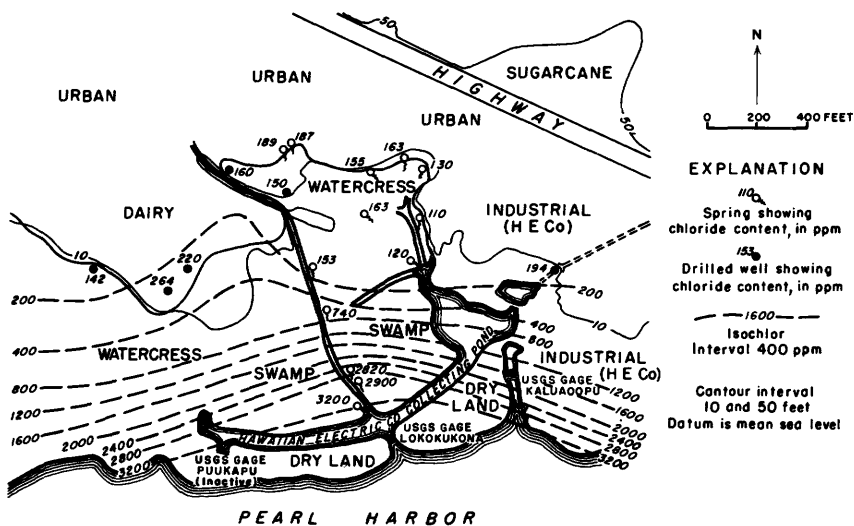 50
N
HIGHWAY
SUGARCANE
URBAN
URBAN
URBAN
50
0 200 400 FEET
189
187
163
155
130
160
150
WATERCRESS
163
110
DAIRY
INDUSTRIAL
(H E Co)
10
142
220
264
153
120
194
200
200
740
400
SWAMP
400
800
10
WATERCRESS
800
SWAMP
2820
2900
3200
INDUSTRIAL
(H E Co)
1200
1600
2000
2400
2800
3200
DRY
LAND
USGS GAGE
KALUAOOPU
1200
1600
2000
2400
2800
3200
HAWAIIAN ELECTRIC CO COLLECTING POND
USGS GAGE
LOKOKUKONA
USGS GAGE
PUUKAPU
(Inactive)
DRY LAND
PEARL HARBOR
EXPLANATION
110
Spring showing
chloride content, in ppm
153
Drilled well showing
chloride content, in ppm
1600
Isochlor
Interval 400 ppm
Contour interval
10 and 50 feet
Datum is mean sea level